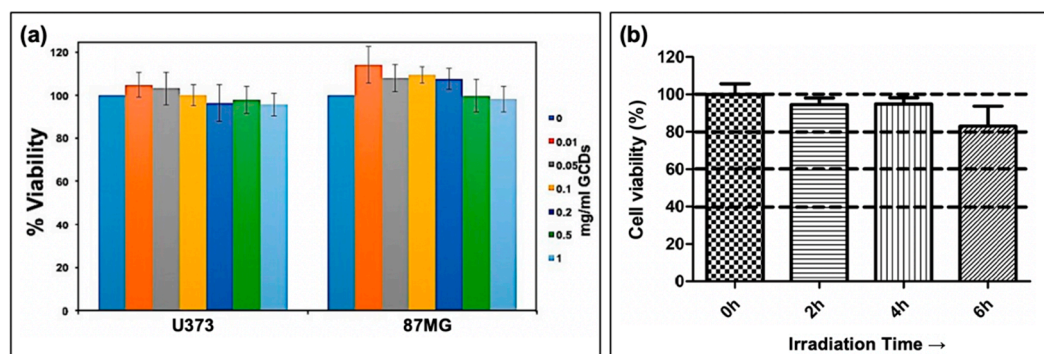 (a)
% Viability
120
100
80
60
40
20
0
U373
87MG
0
0.01
0.05
0.1
0.2
0.5
1
mg/ml GCDs
(b)
Cell viability (%)
120
100
80
60
40
20
0
0h
2h
4h
6h
Irradiation Time →